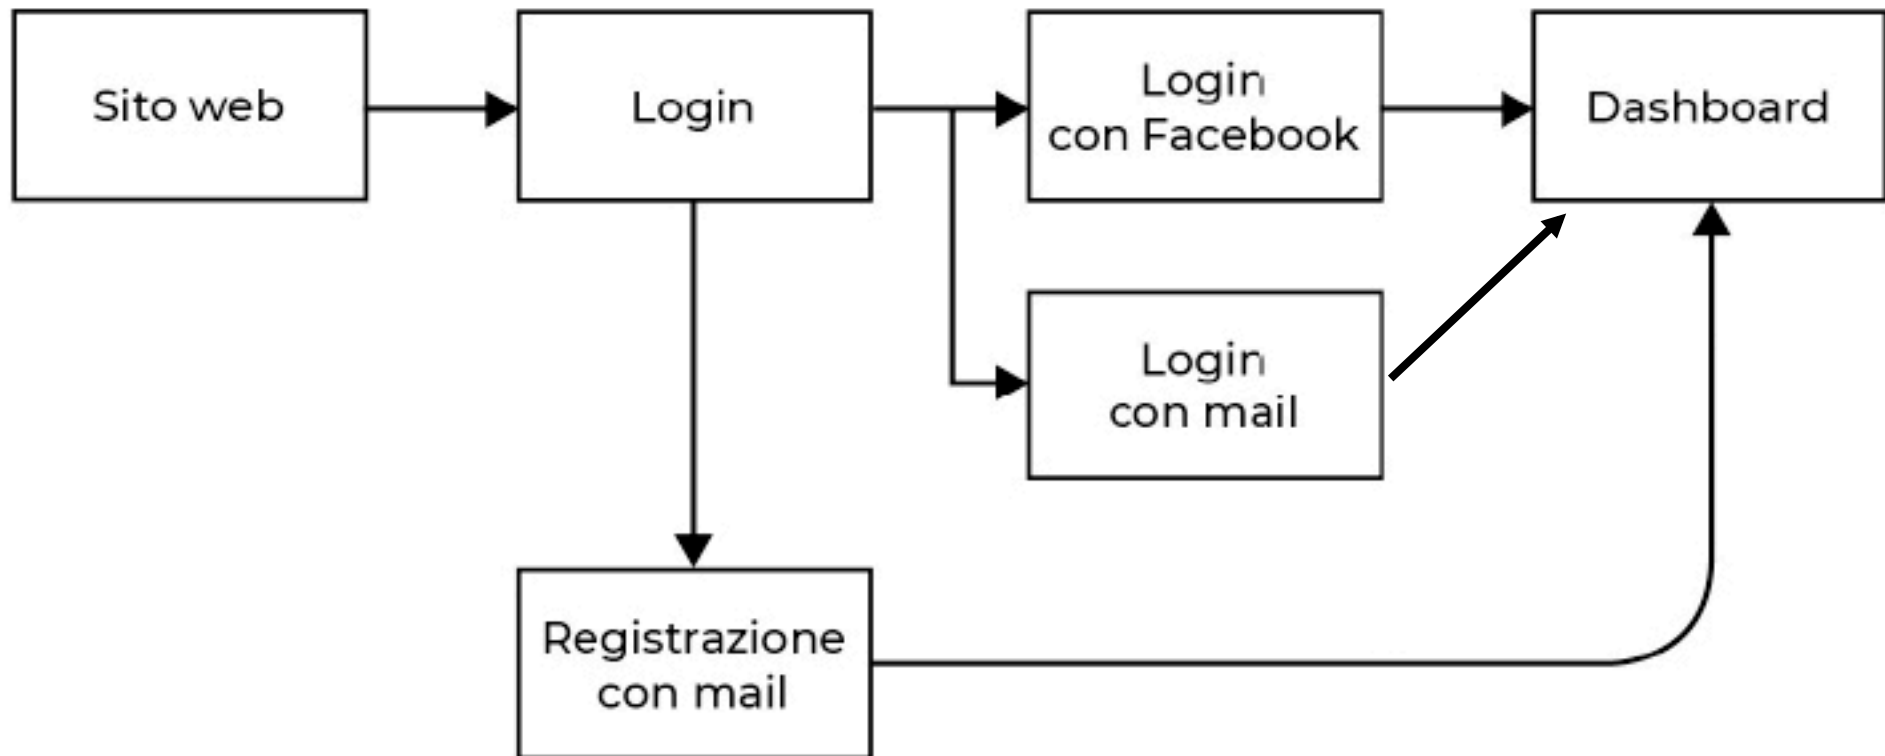 Sito web
Login
Login
con Facebook
Dashboard
Login
con mail
Registrazione
con mail